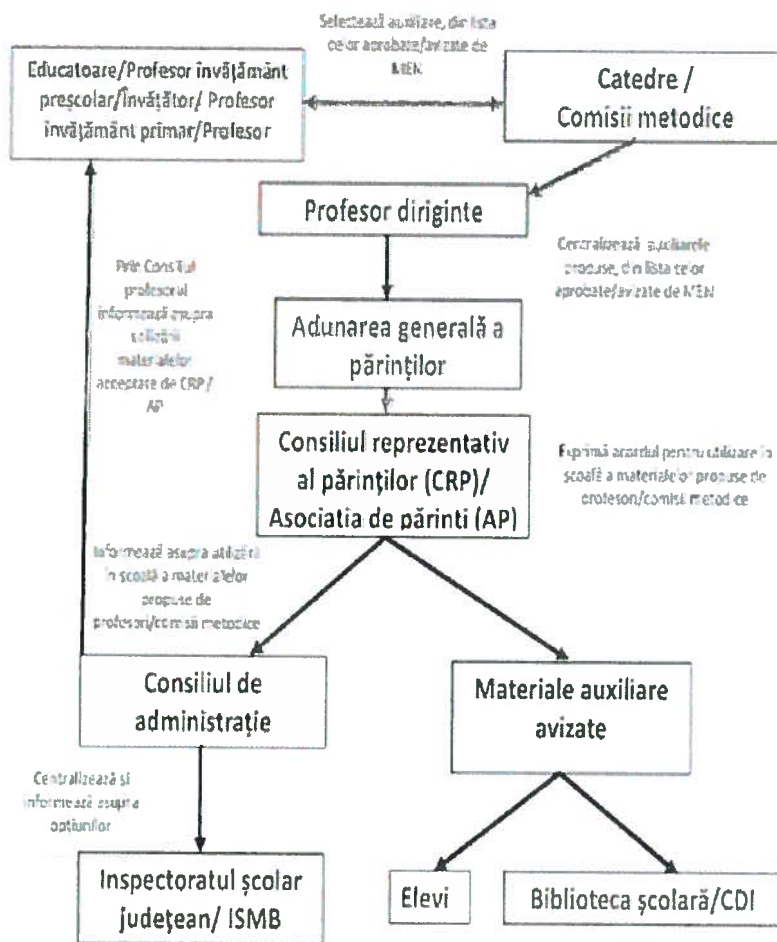 Selectează auxiliare, din lista
celor aprobate/avizate de
MEN
Educatoare/Profesor învățământ
preșcolar/Învățător/ Profesor
învățământ primar/Profesor
Catedre /
Comisii metodice
Profesor diriginte
Centralizează auxiliarele
propuse, din lista celor
aprobate/avizate de MEN
Prin Consiliul
profesorul
informează asupra
utilizării
materialelor
acceptate de CRP/
AP
Adunarea generală a
părinților
Consiliul reprezentativ
al părinților (CRP)/
Asociatia de părinti (AP)
Exprimă acordul pentru utilizare în
școală a materialelor propuse de
profesori/comisii metodice
Informează asupra utilizării
în școală a materialelor
propuse de
profesori/comisii metodice
Consiliul de
administrație
Materiale auxiliare
avizate
Centralizează și
informează asupra
opțiunilor
Inspectoratul școlar
județean/ ISMB
Elevi
Biblioteca școlară/CDI